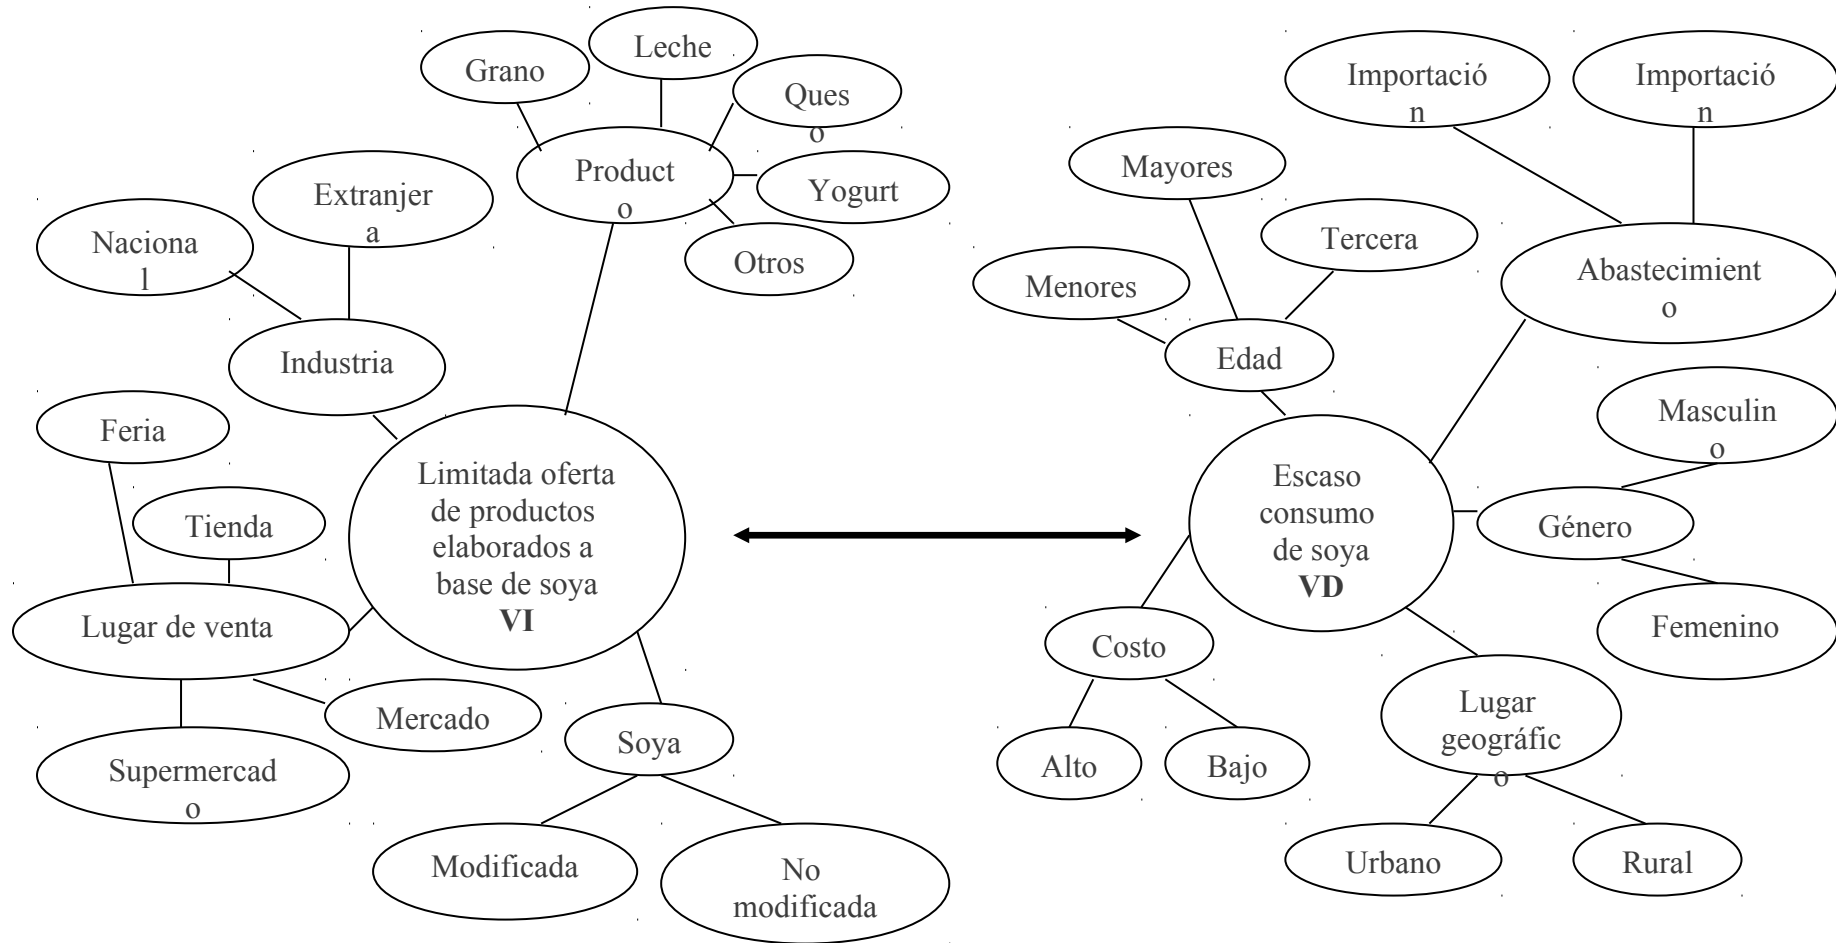 Grano
Leche
Ques
o
Product
o
Yogurt
Otros
Extranjer
a
Naciona
l
Industria
Feria
Tienda
Lugar de venta
Mercado
Supermercad
o
Limitada oferta
de productos
elaborados a
base de soya
VI
Soya
Modificada
No
modificada
Importació
n
Importació
n
Abastecimient
o
Mayores
Tercera
Menores
Edad
Escaso
consumo
de soya
VD
Masculin
o
Género
Femenino
Costo
Alto
Bajo
Lugar
geográfic
o
Urbano
Rural